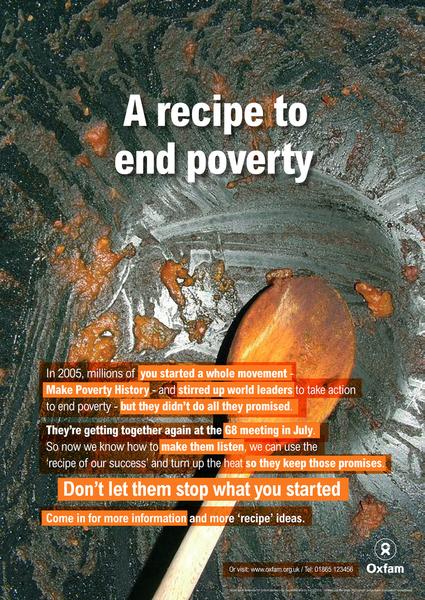 A recipe to
end poverty
In 2005, millions of you started a whole movement -
Make Poverty History - and stirred up world leaders to take action
to end poverty - but they didn't do all they promised.
They're getting together again at the G8 meeting in July.
So now we know how to make them listen, we can use the
'recipe of our success' and turn up the heat so they keep those promises.
Don't let them stop what you started
Come in for more information and more 'recipe' ideas.
Or visit: www.oxfam.org.uk / Tel: 01865 123456
Oxfam